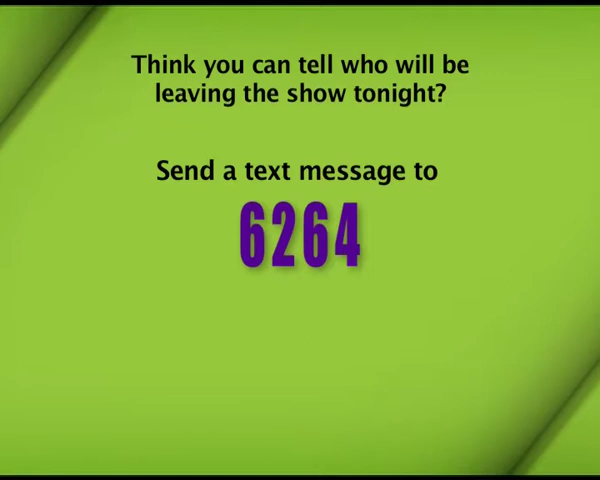 Think you can tell who will be
leaving the show tonight?
Send a text message to
6264